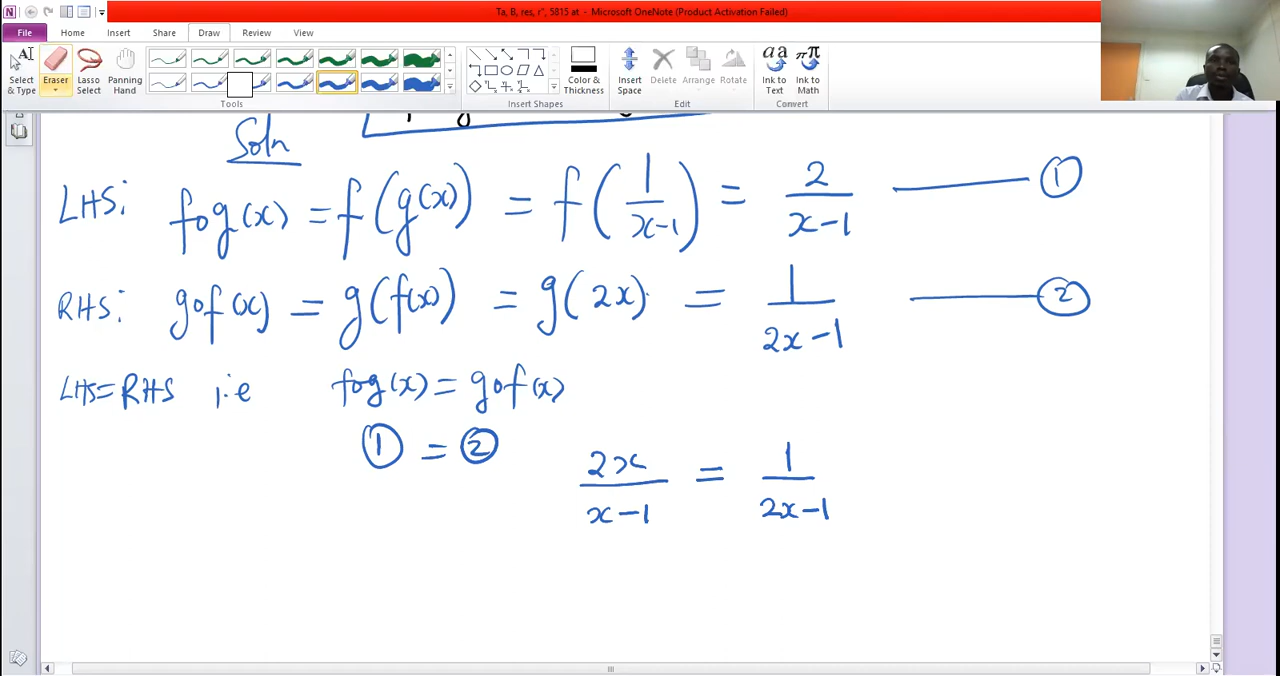 Ta, B, res, r", 5815 at - Microsoft OneNote (Product Activation Failed)
File Home Insert Share Draw Review View
Select & Type Eraser Lasso Select Panning Hand Color & Thickness Insert Space Delete Arrange Rotate Ink to Text Ink to Math
Tools Insert Shapes Edit Convert
Soln
LHS: fog(x) = f(g(x)) = f(1/(x-1)) = 2/(x-1) ——— ①
RHS: gof(x) = g(f(x)) = g(2x) = 1/(2x-1) ——— ②
LHS=RHS i.e fog(x) = gof(x)
① = ②
2x/(x-1) = 1/(2x-1)